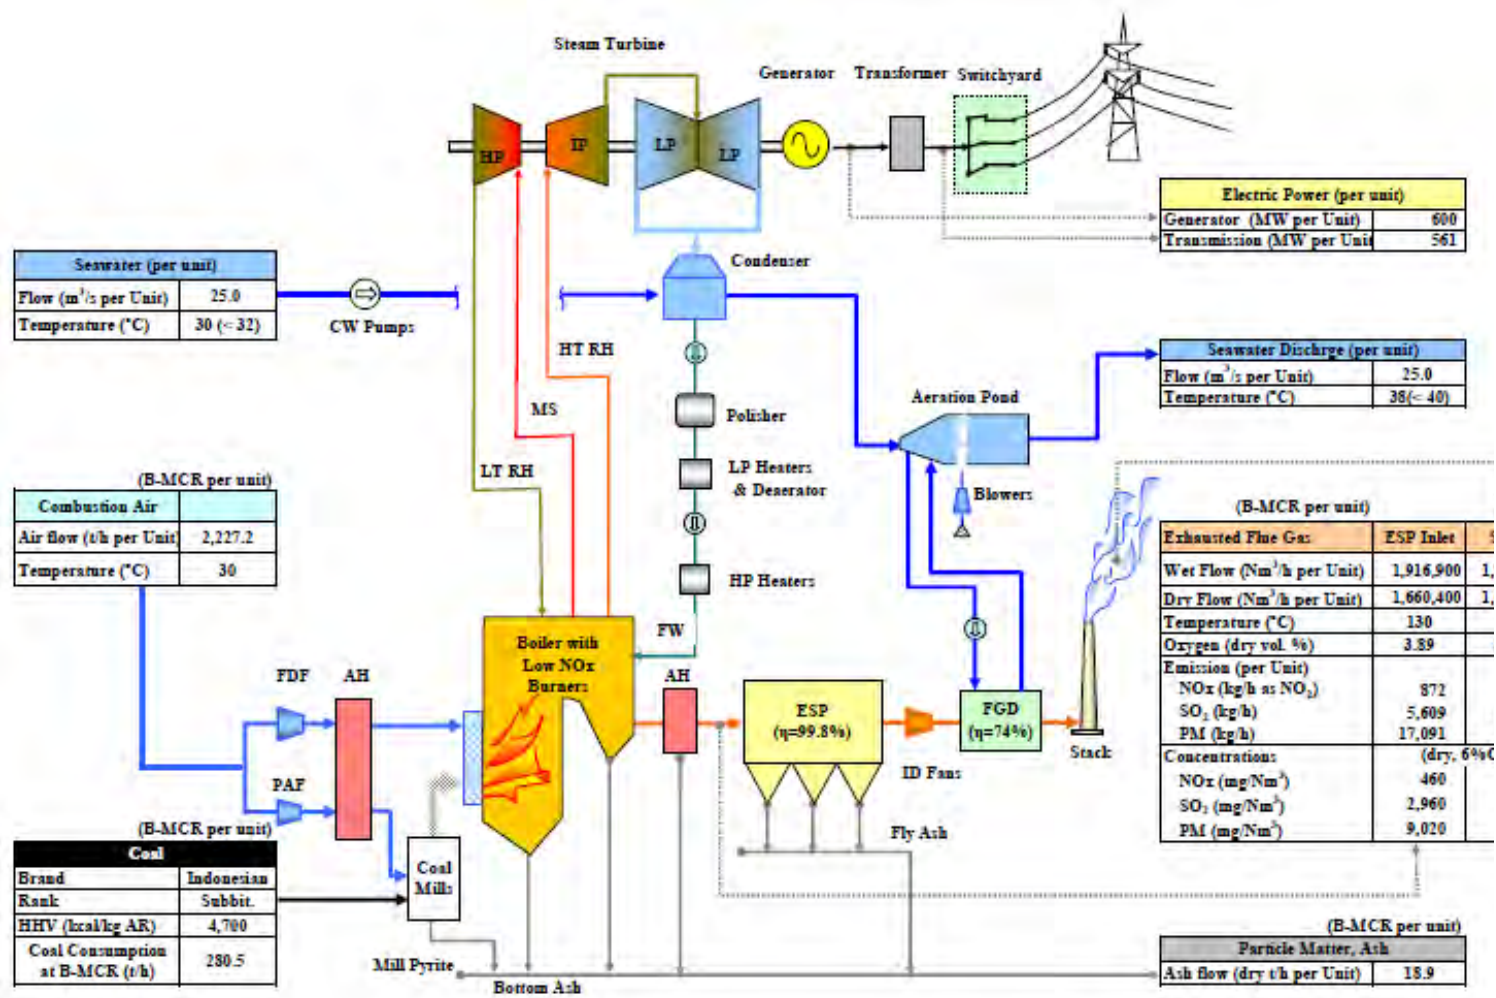 Steam Turbine
Generator
Transformer
Switchyard
HP
IP
LP
LP
Electric Power (per unit)
Generator (MW per Unit) 600
Transmission (MW per Unit 561
Seawater (per unit)
Flow (m³/s per Unit) 25.0
Temperature (°C) 30 (< 32)
CW Pumps
Condenser
HT RH
MS
LT RH
Polisher
LP Heaters
& Deaerator
HP Heaters
FW
Seawater Dischrge (per unit)
Flow (m³/s per Unit) 25.0
Temperature (°C) 38(< 40)
Aeration Pond
Blowers
(B-MCR per unit)
Combustion Air
Air flow (t/h per Unit) 2,227.2
Temperature (°C) 30
(B-MCR per unit)
Exhausted Flue Gas ESP Inlet
Wet Flow (Nm³/h per Unit) 1,916,900 1,
Dry Flow (Nm³/h per Unit) 1,660,400 1,
Temperature (°C) 130
Oxygen (dry vol. %) 3.89
Emission (per Unit)
NOx (kg/h as NO₂) 872
SO₂ (kg/h) 5,609
PM (kg/h) 17,091
Concentrations (dry, 6%O
NOx (mg/Nm³) 460
SO₂ (mg/Nm³) 2,960
PM (mg/Nm³) 9,020
Boiler with
Low NOx
Burners
FDF
AH
PAF
AH
ESP
(η=99.8%)
ID Fans
FGD
(η=74%)
Stack
Fly Ash
(B-MCR per unit)
Coal
Brand Indonesian
Rank Subbit.
HHV (kcal/kg AR) 4,700
Coal Consumption
at B-MCR (t/h) 280.5
Coal
Mills
Mill Pyrite
Bottom Ash
(B-MCR per unit)
Particle Matter, Ash
Ash flow (dry t/h per Unit) 18.9